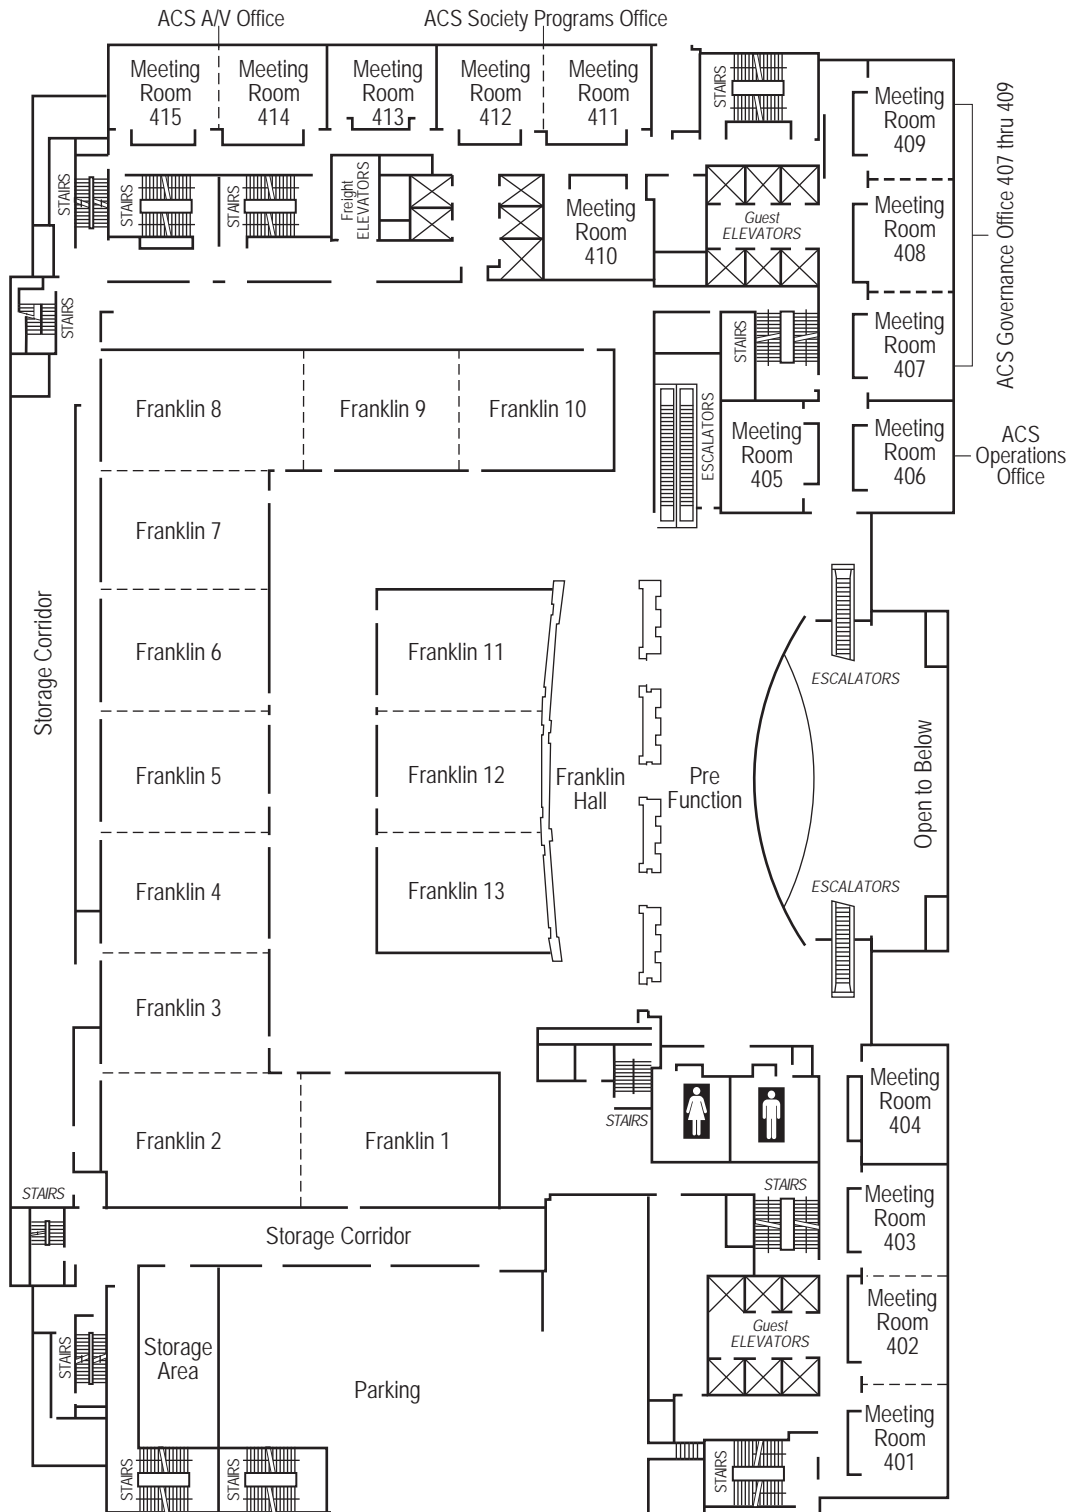 ACS A/V Office
ACS Society Programs Office
Meeting
Room
415
Meeting
Room
414
Meeting
Room
413
Meeting
Room
412
Meeting
Room
411
STAIRS
Meeting
Room
409
ACS Governance Office 407 thru 409
STAIRS
STAIRS
STAIRS
Freight
ELEVATORS
Meeting
Room
410
Guest
ELEVATORS
Meeting
Room
408
STAIRS
STAIRS
Meeting
Room
407
Franklin 8
Franklin 9
Franklin 10
ESCALATORS
Meeting
Room
405
Meeting
Room
406
ACS
Operations
Office
Franklin 7
Storage Corridor
Franklin 6
Franklin 11
ESCALATORS
Franklin 5
Franklin 12
Franklin
Hall
Pre
Function
Open to Below
Franklin 4
Franklin 13
ESCALATORS
Franklin 3
Meeting
Room
404
Franklin 2
Franklin 1
STAIRS
STAIRS
STAIRS
Meeting
Room
403
Storage Corridor
Meeting
Room
402
Guest
ELEVATORS
STAIRS
Storage
Area
Parking
Meeting
Room
401
STAIRS
STAIRS
STAIRS